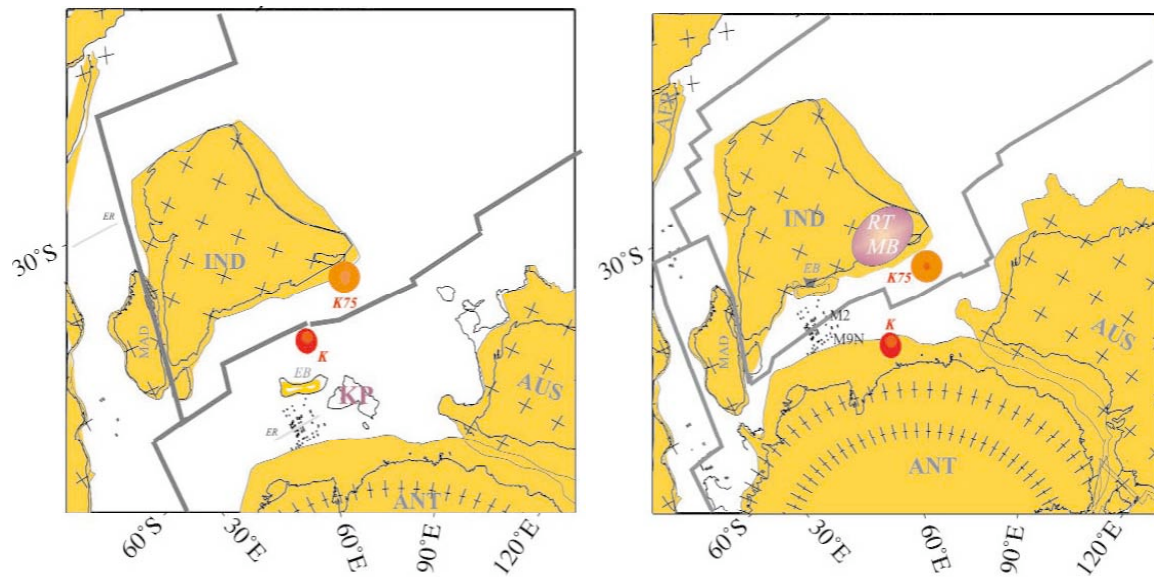 ER
30°S
IND
K75
MAD
K
EB
KP
AUS
ER
ANT
60°S
30°E
60°E
90°E
120°E
AFR
30°S
IND
RT
MB
EB
K75
M2
K
M9N
MAD
AUS
ANT
60°S
30°E
60°E
90°E
120°E